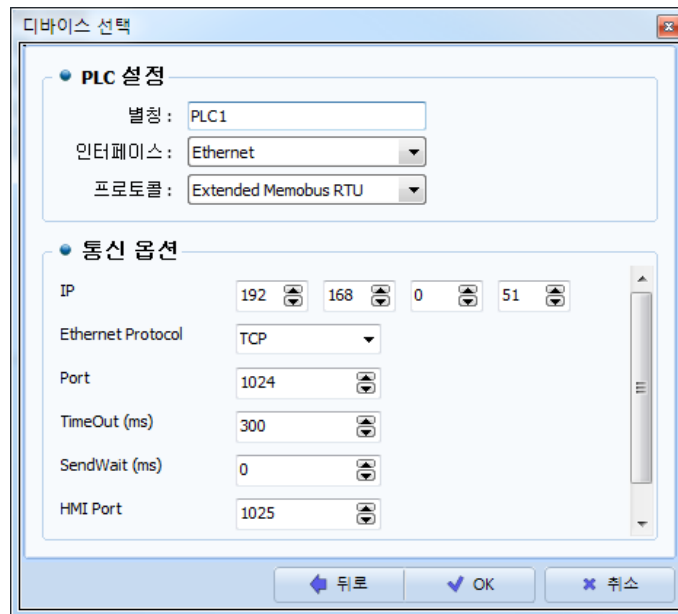 디바이스 선택
PLC 설정
별칭 : PLC1
인터페이스 : Ethernet
프로토콜 : Extended Memobus RTU
통신 옵션
IP 192 168 0 51
Ethernet Protocol TCP
Port 1024
TimeOut (ms) 300
SendWait (ms) 0
HMI Port 1025
뒤로 OK 취소